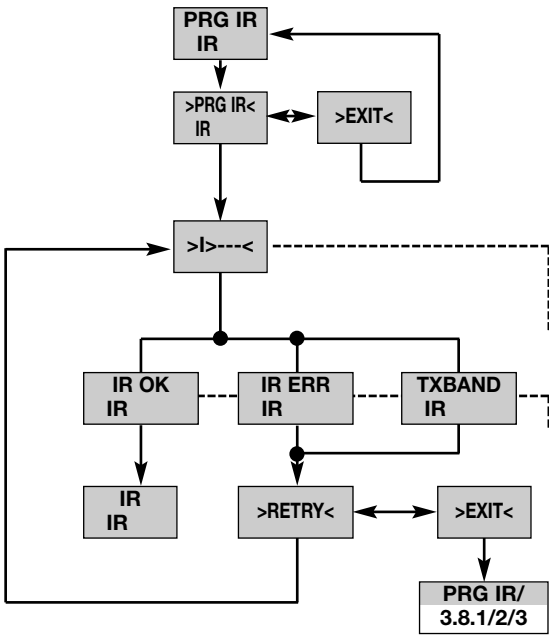 PRG IR
IR
>PRG IR<
IR
>EXIT<
>I>---<
IR OK
IR
IR ERR
IR
TXBAND
IR
IR
IR
>RETRY<
>EXIT<
PRG IR/
3.8.1/2/3